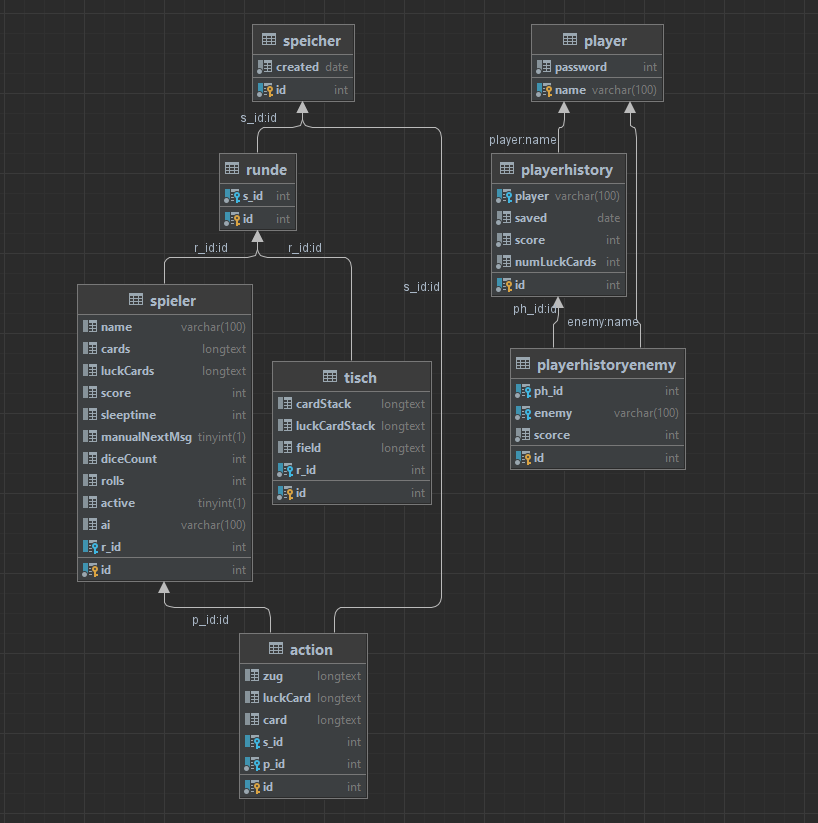 speicher
created date
id int
player
password int
name varchar(100)
s_id:id
player:name
runde
s_id int
id int
playerhistory
player varchar(100)
saved date
score int
numLuckCards int
id int
r_id:id
r_id:id
s_id:id
ph_id:id
enemy:name
spieler
name varchar(100)
cards longtext
luckCards longtext
score int
sleeptime int
manualNextMsg tinyint(1)
diceCount int
rolls int
active tinyint(1)
ai varchar(100)
r_id int
id int
tisch
cardStack longtext
luckCardStack longtext
field longtext
r_id int
id int
playerhistoryenemy
ph_id int
enemy varchar(100)
scorce int
id int
p_id:id
action
zug longtext
luckCard longtext
card longtext
s_id int
p_id int
id int